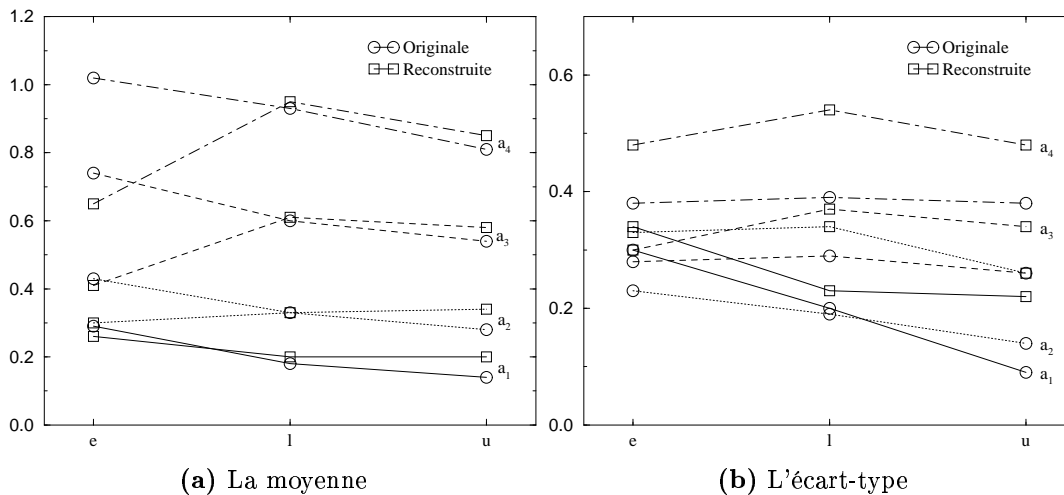 1.2
1.0
0.8
0.6
0.4
0.2
0.0
Originale
Reconstruite
a4
a3
a2
a1
e l u
(a) La moyenne
0.6
0.4
0.2
0.0
Originale
Reconstruite
a4
a3
a2
a1
e l u
(b) L'écart-type